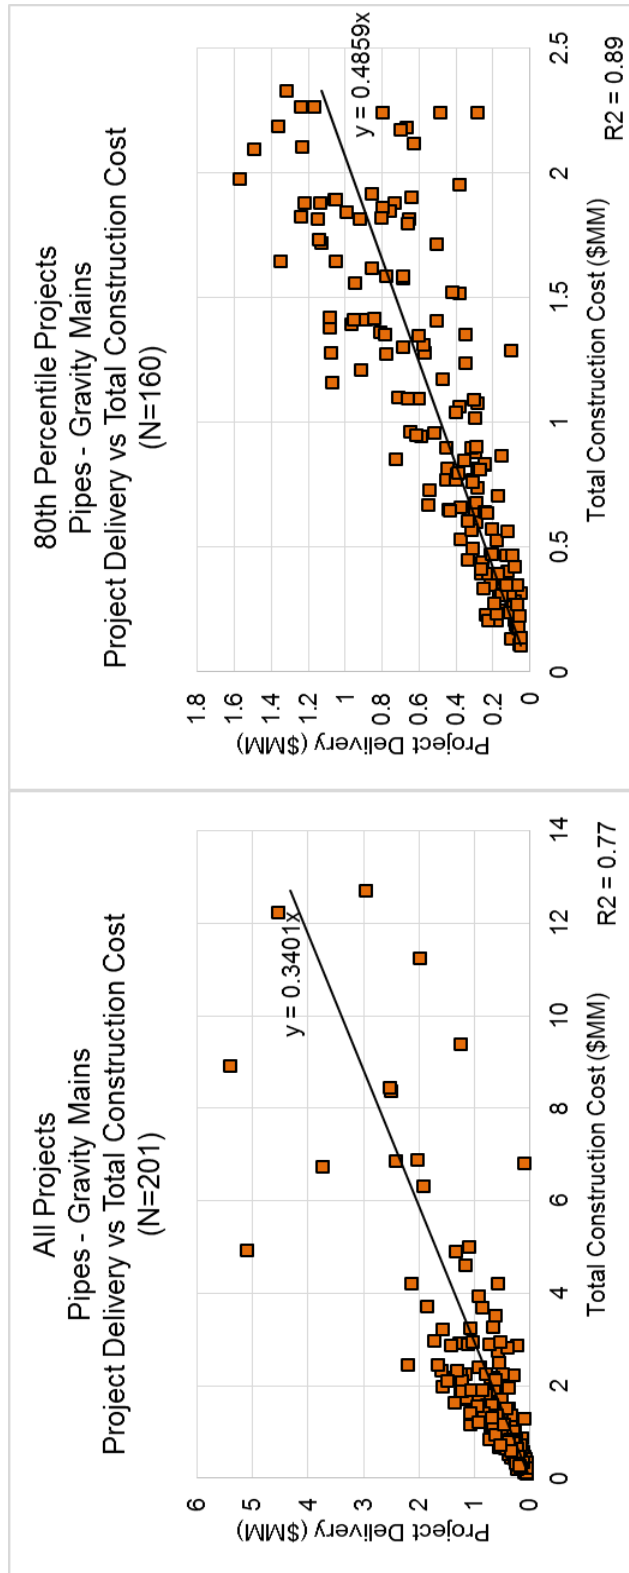 All Projects
Pipes - Gravity Mains
Project Delivery vs Total Construction Cost
(N=201)
Project Delivery ($MM)
6
5
4
3
2
1
0
y = 0.3401x
0 2 4 6 8 10 12 14
Total Construction Cost ($MM)
R2 = 0.77
80th Percentile Projects
Pipes - Gravity Mains
Project Delivery vs Total Construction Cost
(N=160)
Project Delivery ($MM)
1.8
1.6
1.4
1.2
1
0.8
0.6
0.4
0.2
0
y = 0.4859x
0 0.5 1 1.5 2 2.5
Total Construction Cost ($MM)
R2 = 0.89